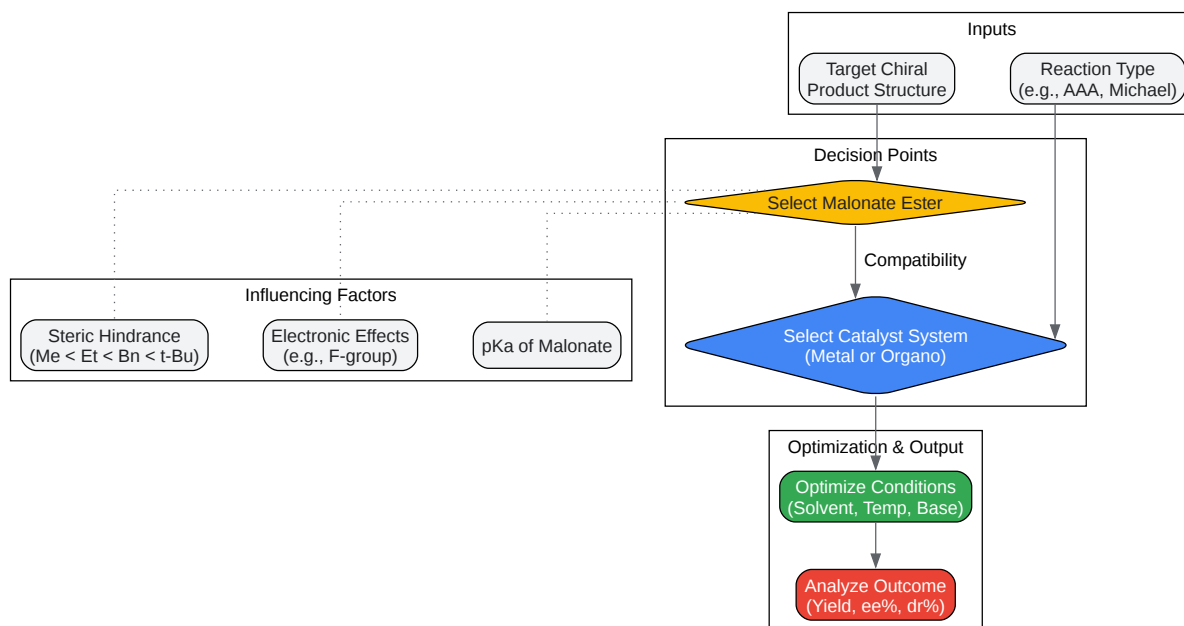 Inputs
Target Chiral
Product Structure
Reaction Type
(e.g., AAA, Michael)
Decision Points
Select Malonate Ester
Compatibility
Select Catalyst System
(Metal or Organo)
Influencing Factors
Steric Hindrance
(Me < Et < Bn < t-Bu)
Electronic Effects
(e.g., F-group)
pKa of Malonate
Optimization & Output
Optimize Conditions
(Solvent, Temp, Base)
Analyze Outcome
(Yield, ee%, dr%)